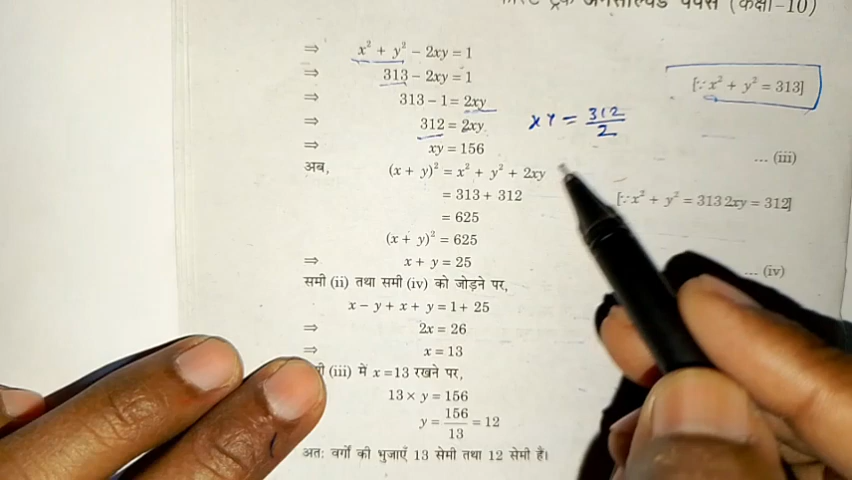 फास्ट ट्रैक अनसॉल्वड पेपर्स (कक्षा-10)
⇒ x² + y² − 2xy = 1
⇒ 313 − 2xy = 1 [∵ x² + y² = 313]
⇒ 313 − 1 = 2xy
⇒ 312 = 2xy XY = 312/2
⇒ xy = 156 ... (iii)
अब, (x + y)² = x² + y² + 2xy
= 313 + 312 [∵ x² + y² = 313 2xy = 312]
= 625
(x + y)² = 625
⇒ x + y = 25 ... (iv)
समी (ii) तथा समी (iv) को जोड़ने पर,
x − y + x + y = 1 + 25
⇒ 2x = 26
⇒ x = 13
(iii) में x = 13 रखने पर,
13 × y = 156
y = 156/13 = 12
अतः वर्गों की भुजाएँ 13 सेमी तथा 12 सेमी हैं।